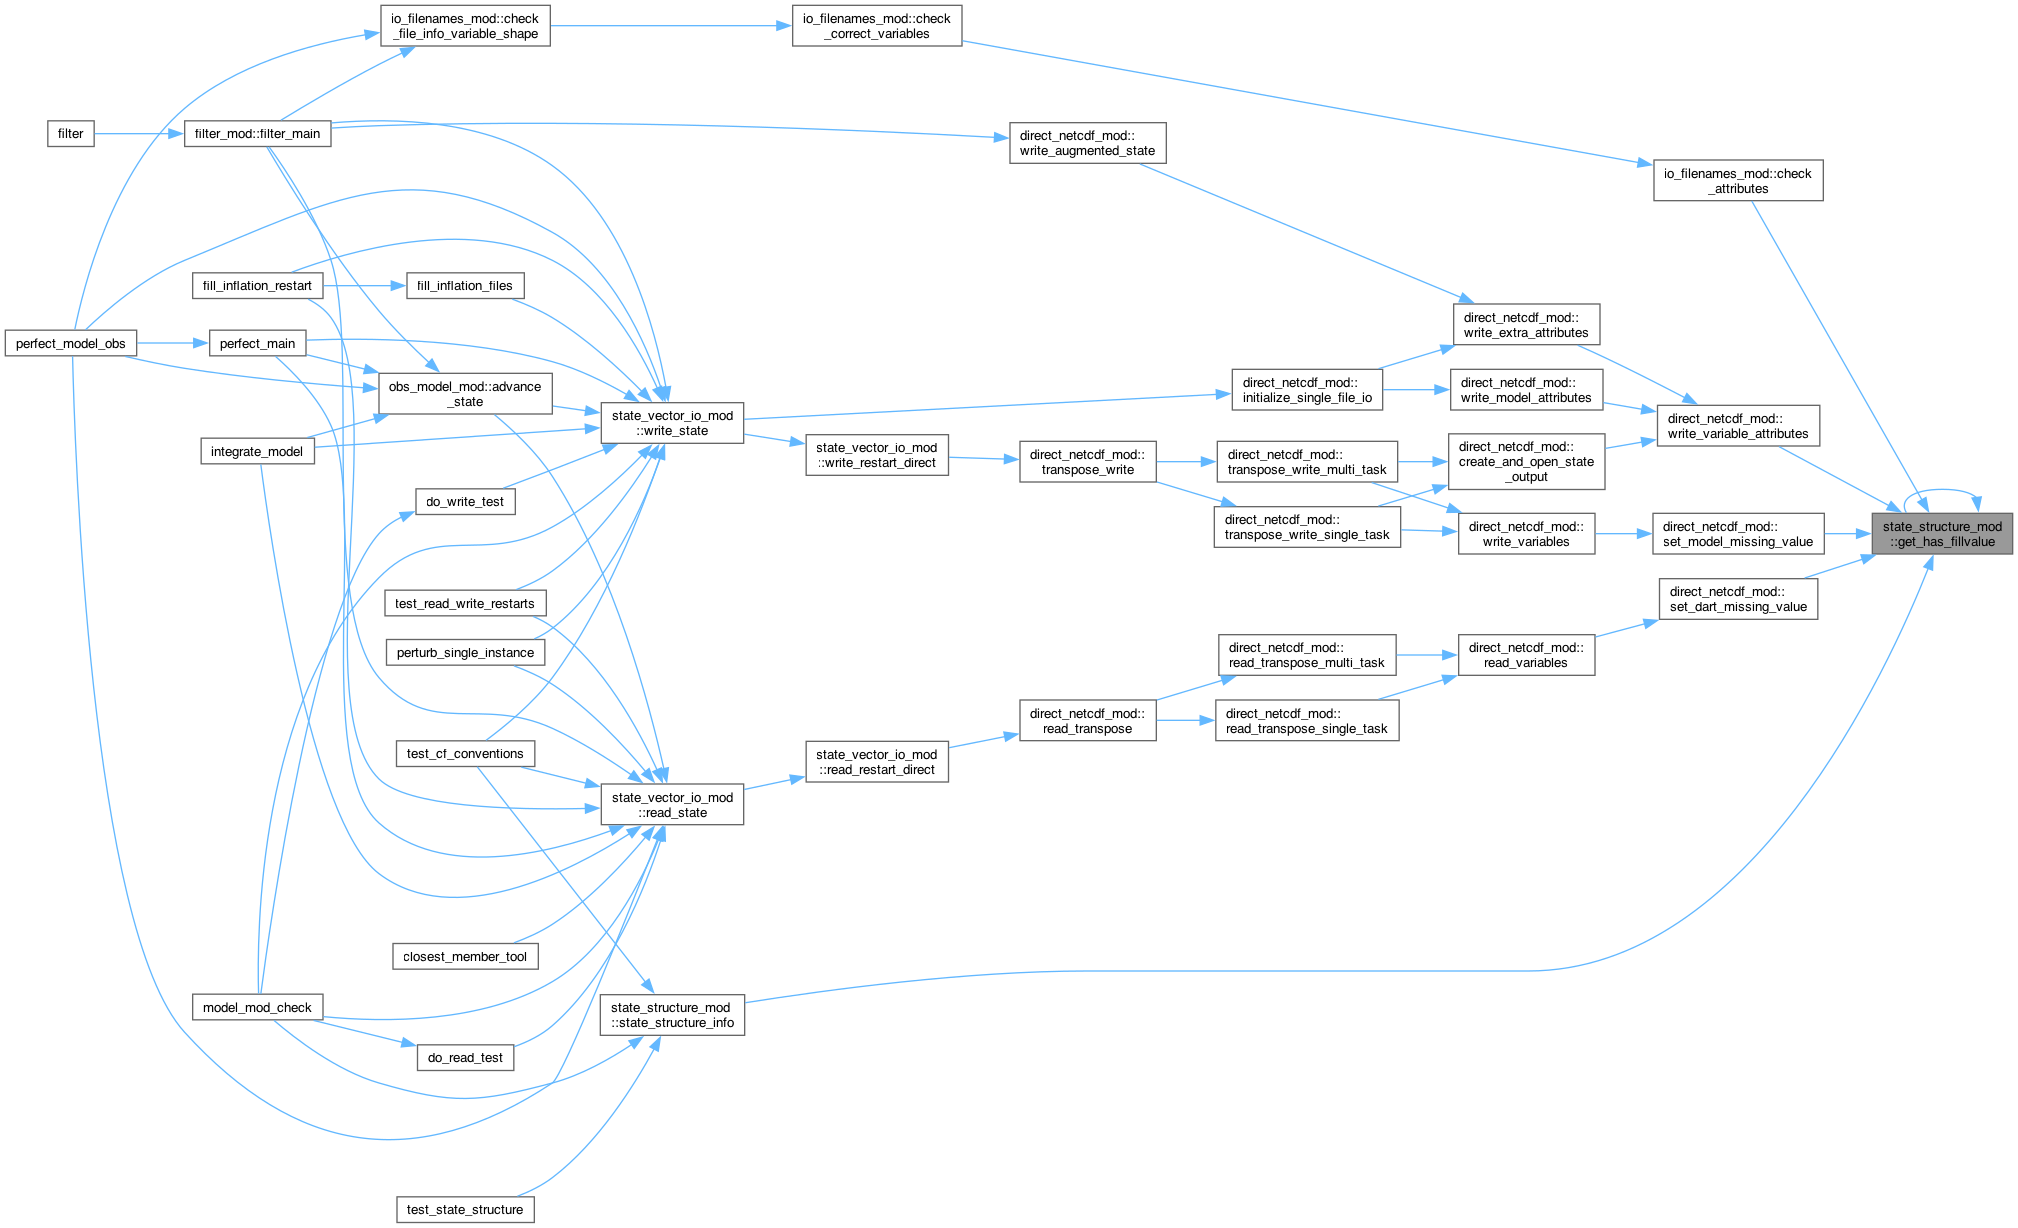 io_filenames_mod::check
_file_info_variable_shape
io_filenames_mod::check
_correct_variables
filter
filter_mod::filter_main
direct_netcdf_mod::
write_augmented_state
io_filenames_mod::check
_attributes
fill_inflation_restart
fill_inflation_files
direct_netcdf_mod::
write_extra_attributes
perfect_model_obs
perfect_main
obs_model_mod::advance
_state
direct_netcdf_mod::
initialize_single_file_io
direct_netcdf_mod::
write_model_attributes
state_vector_io_mod
::write_state
direct_netcdf_mod::
write_variable_attributes
integrate_model
state_vector_io_mod
::write_restart_direct
direct_netcdf_mod::
transpose_write
direct_netcdf_mod::
transpose_write_multi_task
direct_netcdf_mod::
create_and_open_state
_output
do_write_test
direct_netcdf_mod::
transpose_write_single_task
direct_netcdf_mod::
write_variables
direct_netcdf_mod::
set_model_missing_value
state_structure_mod
::get_has_fillvalue
test_read_write_restarts
direct_netcdf_mod::
set_dart_missing_value
perturb_single_instance
direct_netcdf_mod::
read_transpose_multi_task
direct_netcdf_mod::
read_variables
direct_netcdf_mod::
read_transpose
direct_netcdf_mod::
read_transpose_single_task
test_cf_conventions
state_vector_io_mod
::read_restart_direct
state_vector_io_mod
::read_state
closest_member_tool
model_mod_check
state_structure_mod
::state_structure_info
do_read_test
test_state_structure